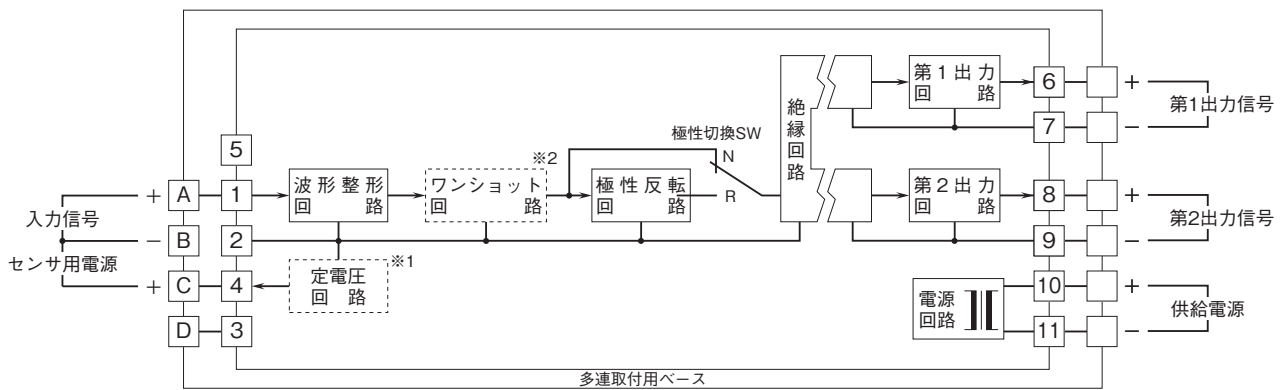 5
+
A
1
波形整形
回　　路
※2
ワンショット
回　　　路
極性反転
回　　路
極性切換SW
N
R
絶縁回路
第1出力
回　　路
6
+
7
−
第1出力信号
第2出力
回　　路
8
+
9
−
第2出力信号
入力信号
−
B
2
センサ用電源
+
C
4
※1
定電圧
回　路
D
3
電源
回路
10
+
11
−
供給電源
多連取付用ベース